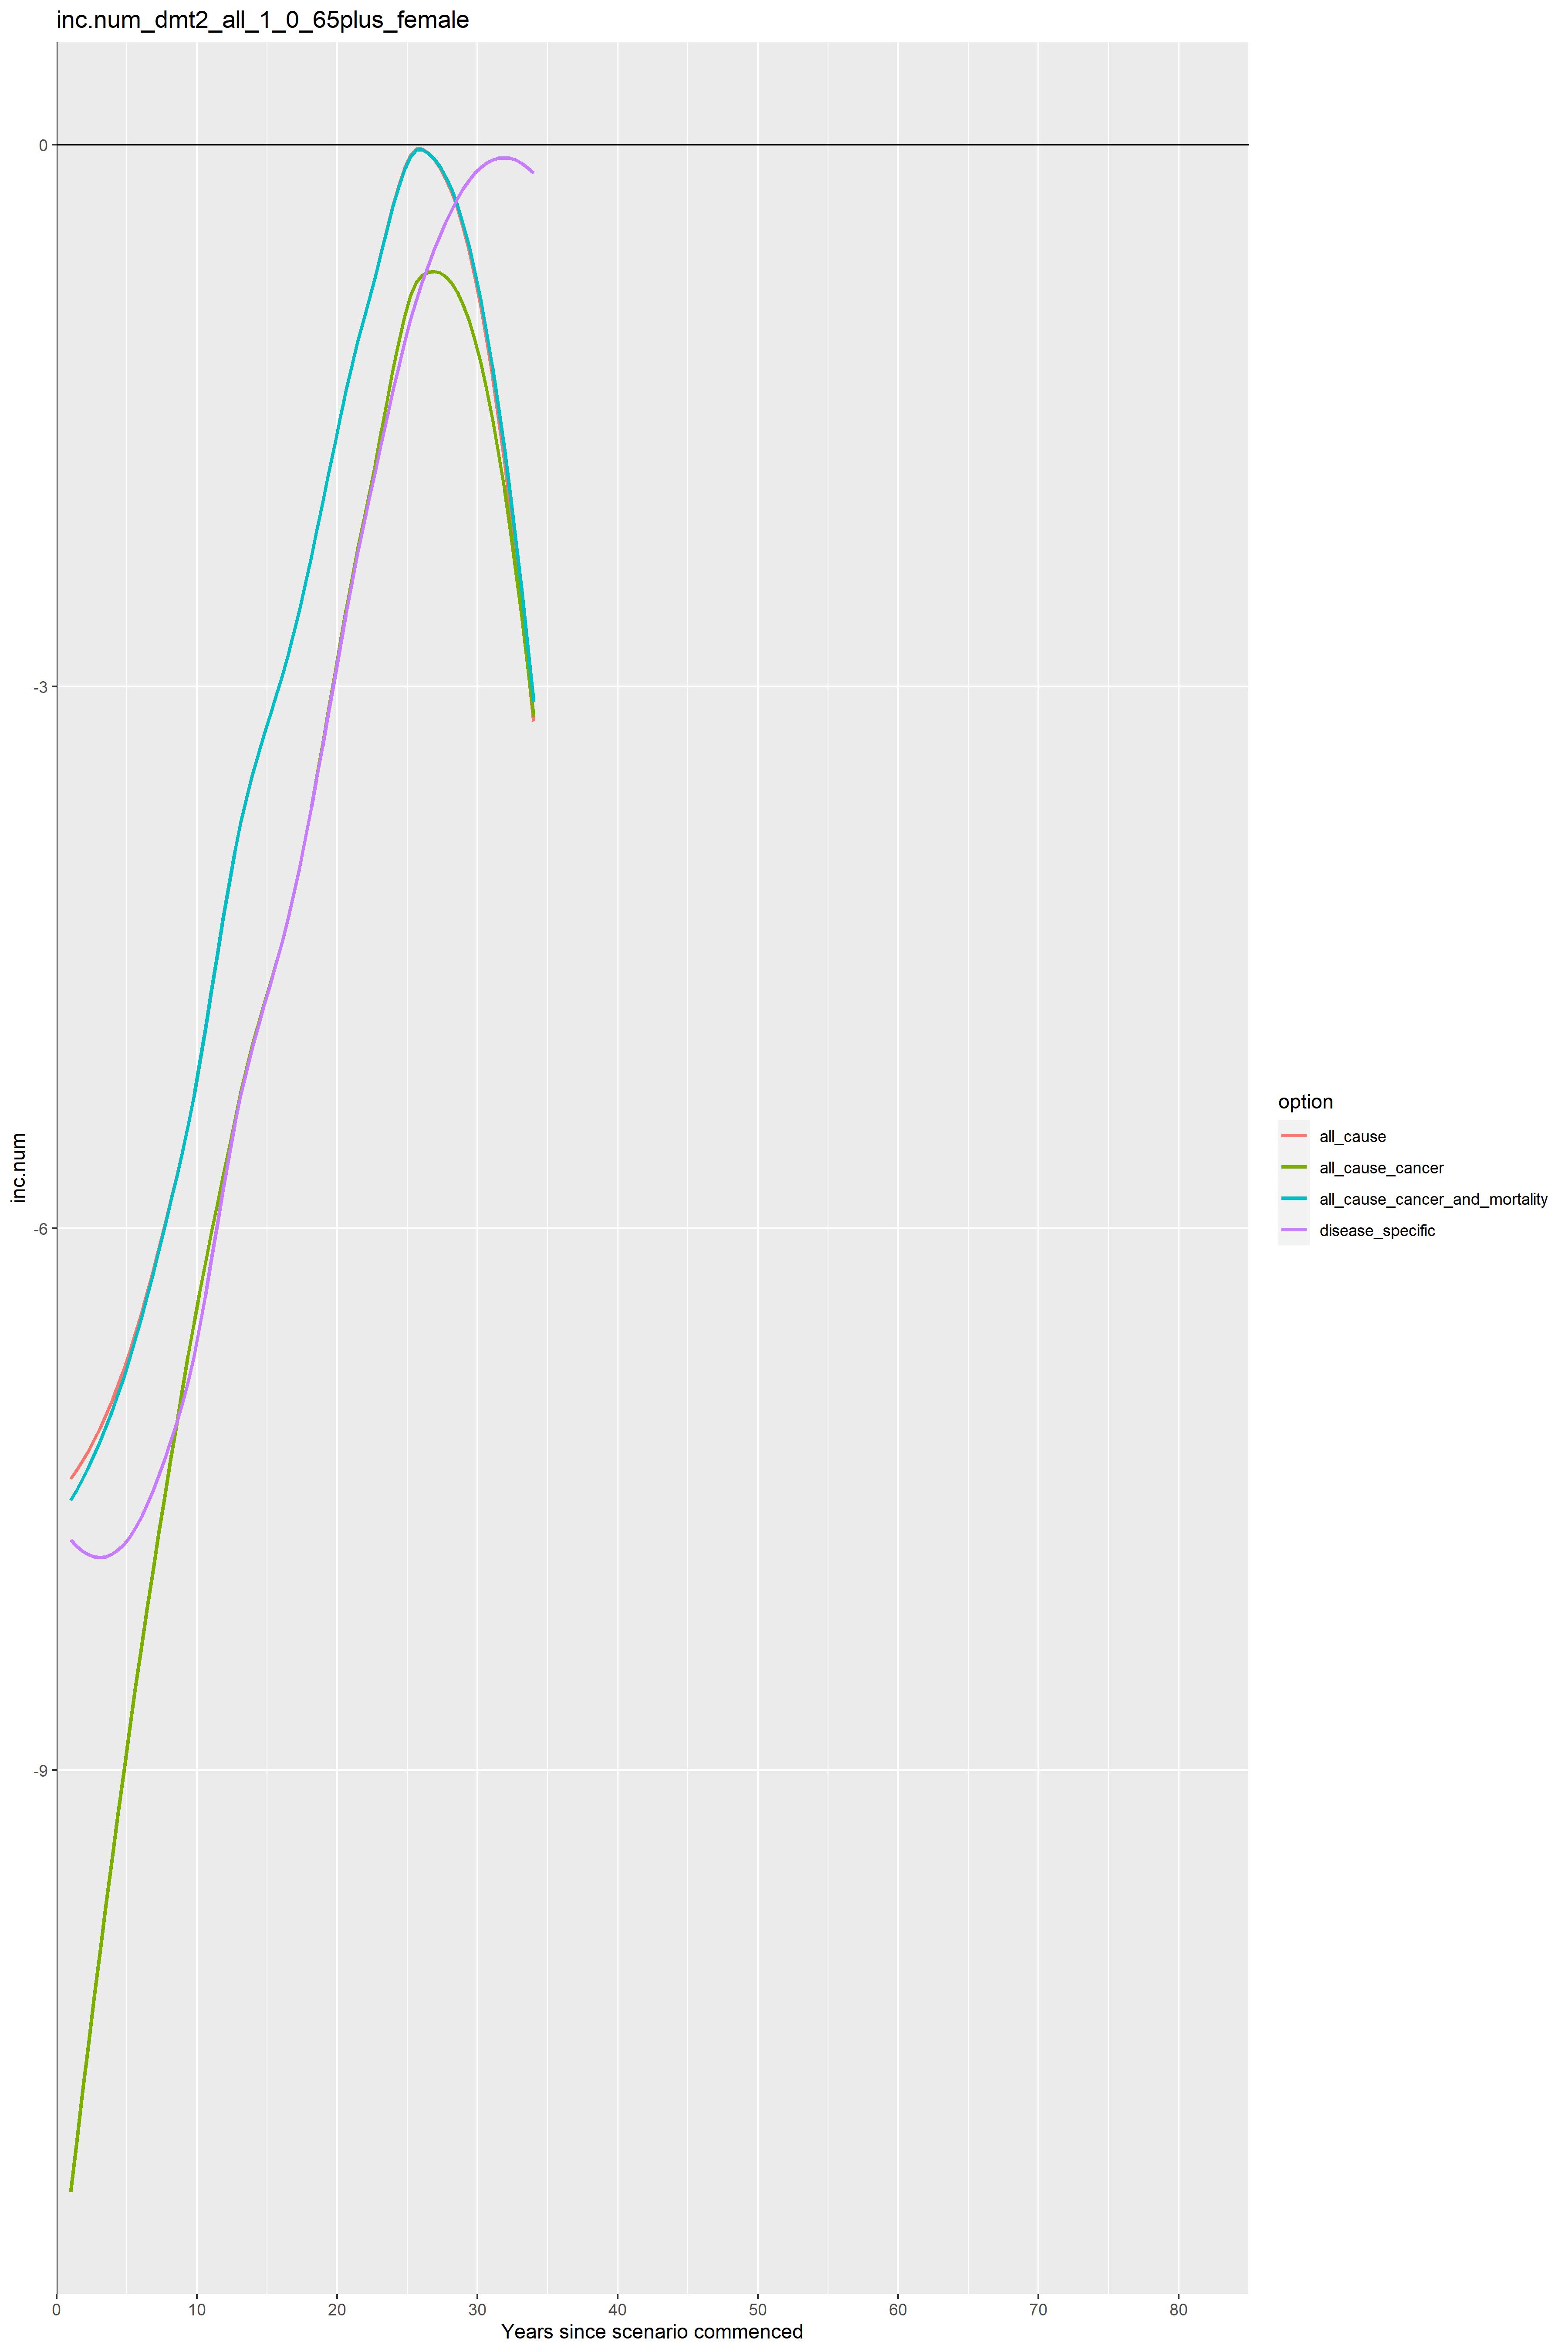 inc.num_dmt2_all_1_0_65plus_female
0
-3
-6
-9
inc.num
0 10 20 30 40 50 60 70 80
Years since scenario commenced
option
all_cause
all_cause_cancer
all_cause_cancer_and_mortality
disease_specific